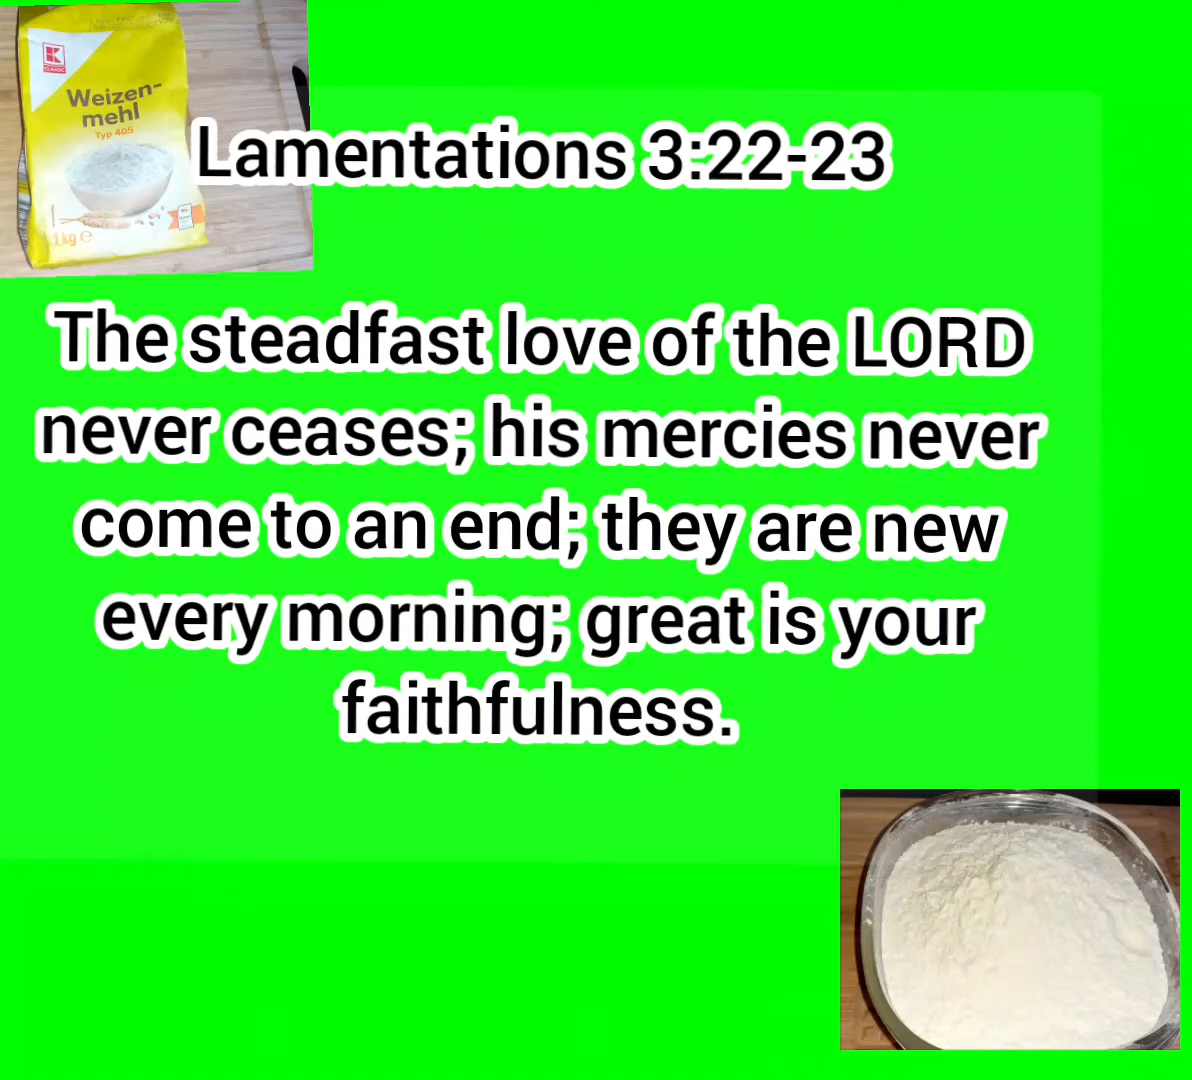 K
CLASSIC
Weizen-
mehl
Typ 405
1kg e
Lamentations 3:22-23
The steadfast love of the LORD
never ceases; his mercies never
come to an end; they are new
every morning; great is your
faithfulness.